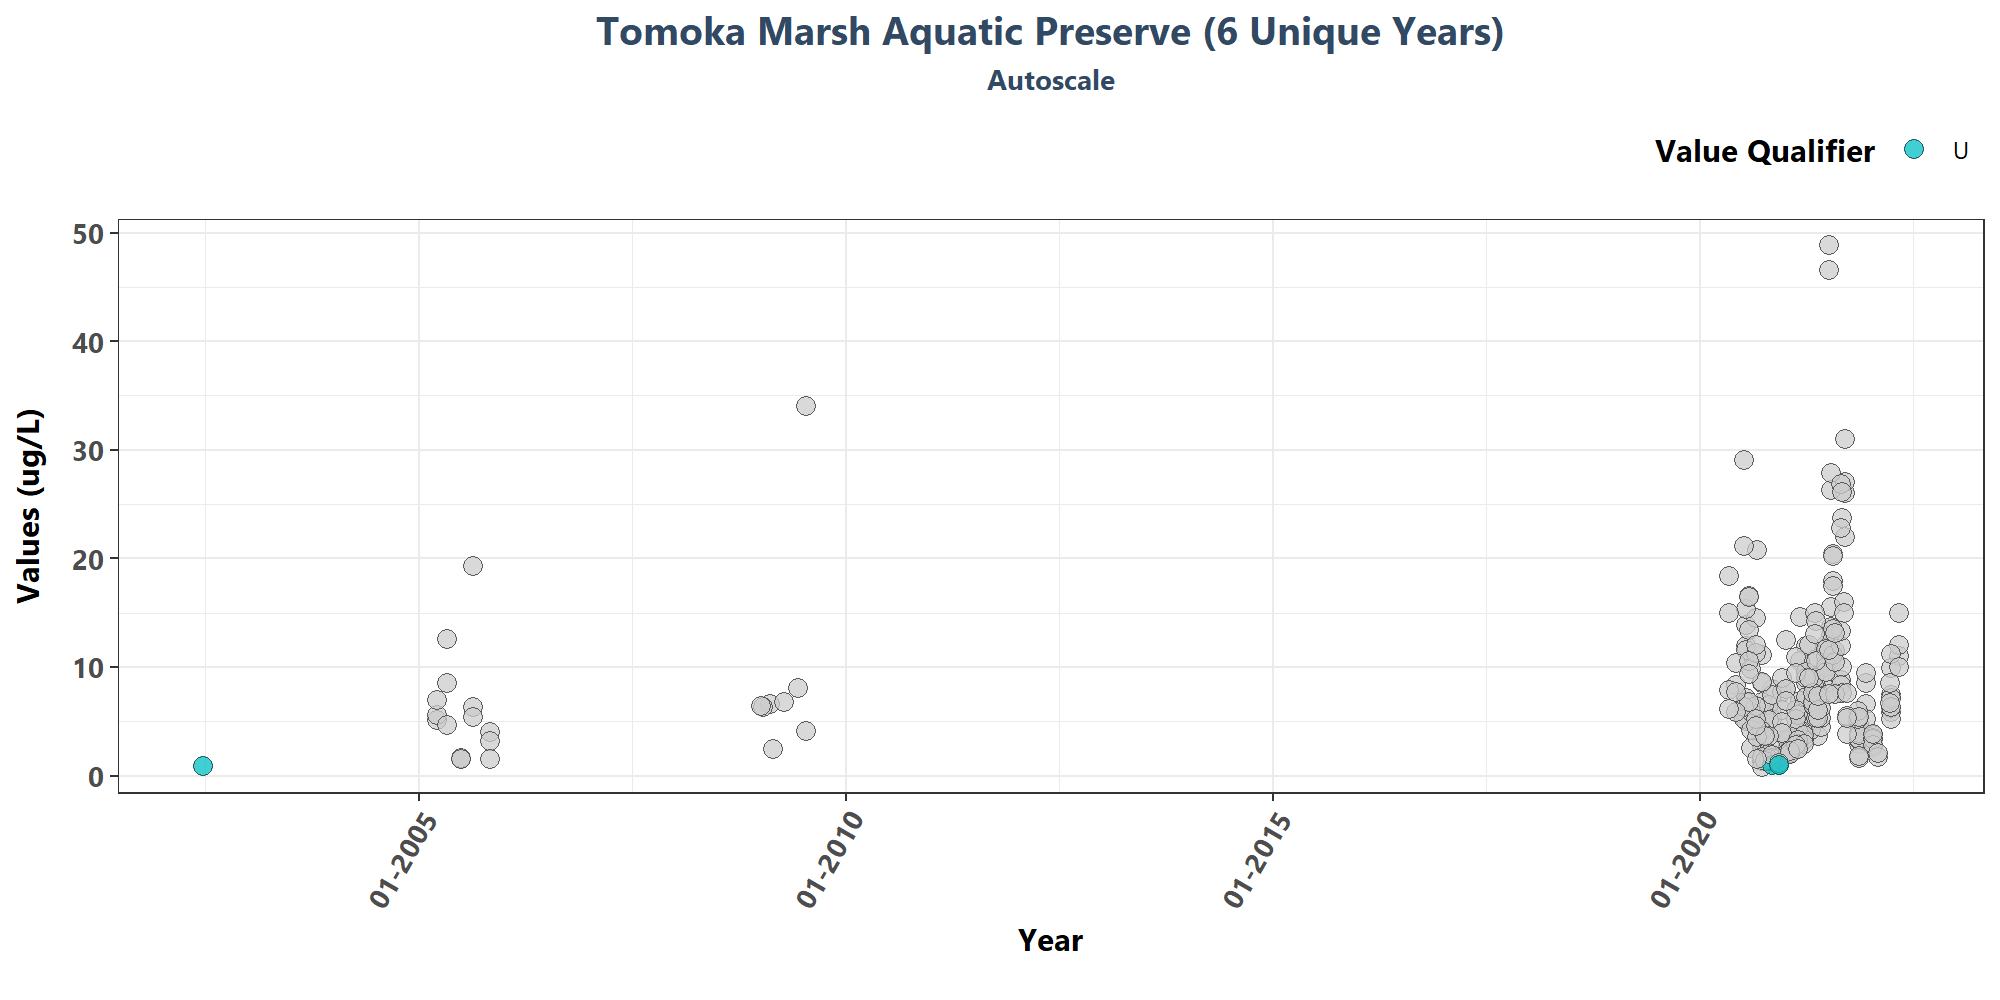 Tomoka Marsh Aquatic Preserve (6 Unique Years)
Autoscale
Value Qualifier U
Values (ug/L)
50
40
30
20
10
0
01-2005 01-2010 01-2015 01-2020
Year